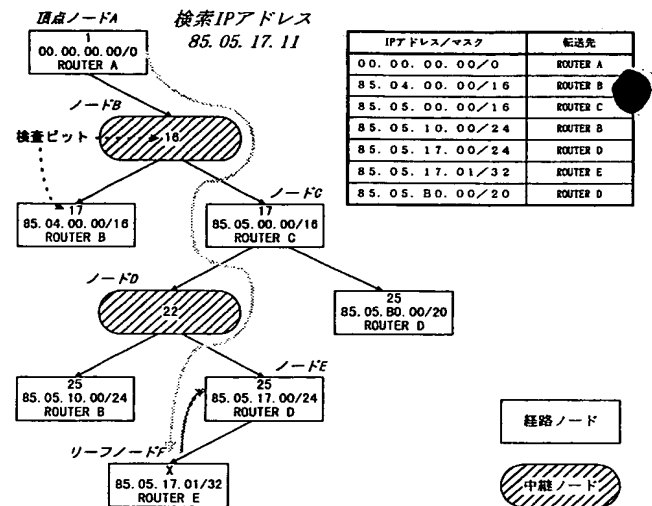 頂点ノードA
検索IPアドレス
85.05.17.11
1
00.00.00.00/0
ROUTER A
IPアドレス/マスク 転送先
00.00.00.00/0 ROUTER A
85.04.00.00/16 ROUTER B
85.05.00.00/16 ROUTER C
85.05.10.00/24 ROUTER B
85.05.17.00/24 ROUTER D
85.05.17.01/32 ROUTER E
85.05.B0.00/20 ROUTER D
ノードB
検査ビット
16
ノードC
17
85.04.00.00/16
ROUTER B
17
85.05.00.00/16
ROUTER C
ノードD
22
25
85.05.B0.00/20
ROUTER D
ノードE
25
85.05.10.00/24
ROUTER B
25
85.05.17.00/24
ROUTER D
リーフノードF
X
85.05.17.01/32
ROUTER E
経路ノード
中継ノード